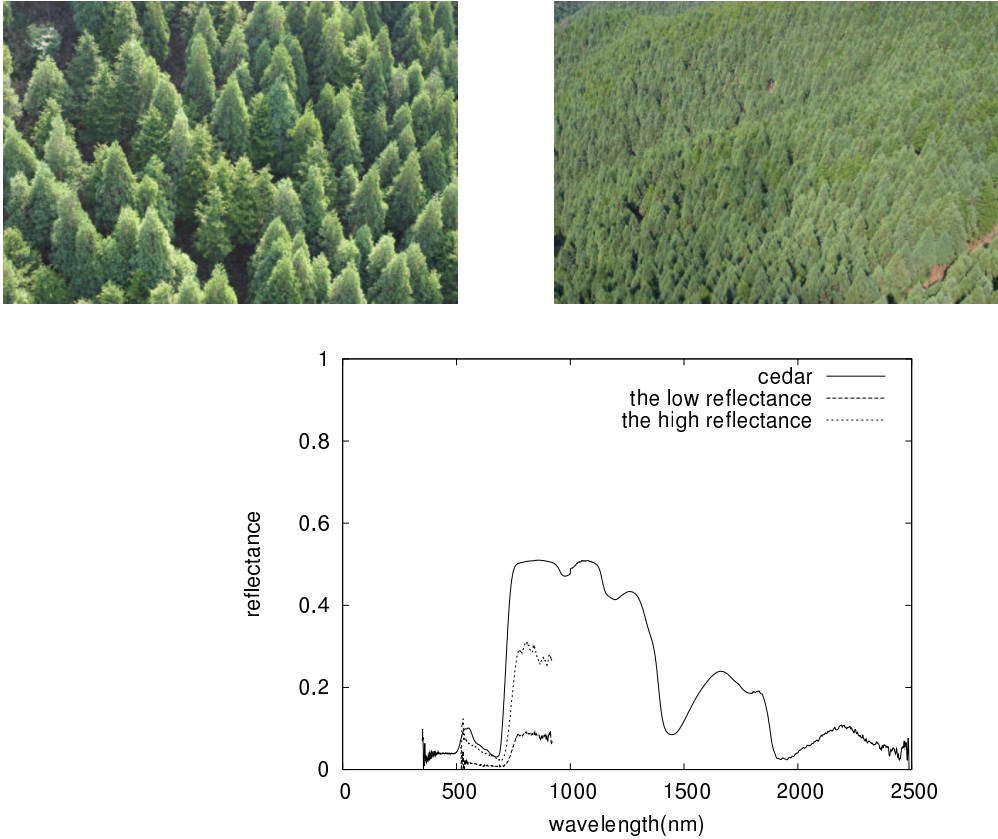 1
0.8
0.6
0.4
0.2
0
reflectance
cedar
the low reflectance
the high reflectance
0 500 1000 1500 2000 2500
wavelength(nm)